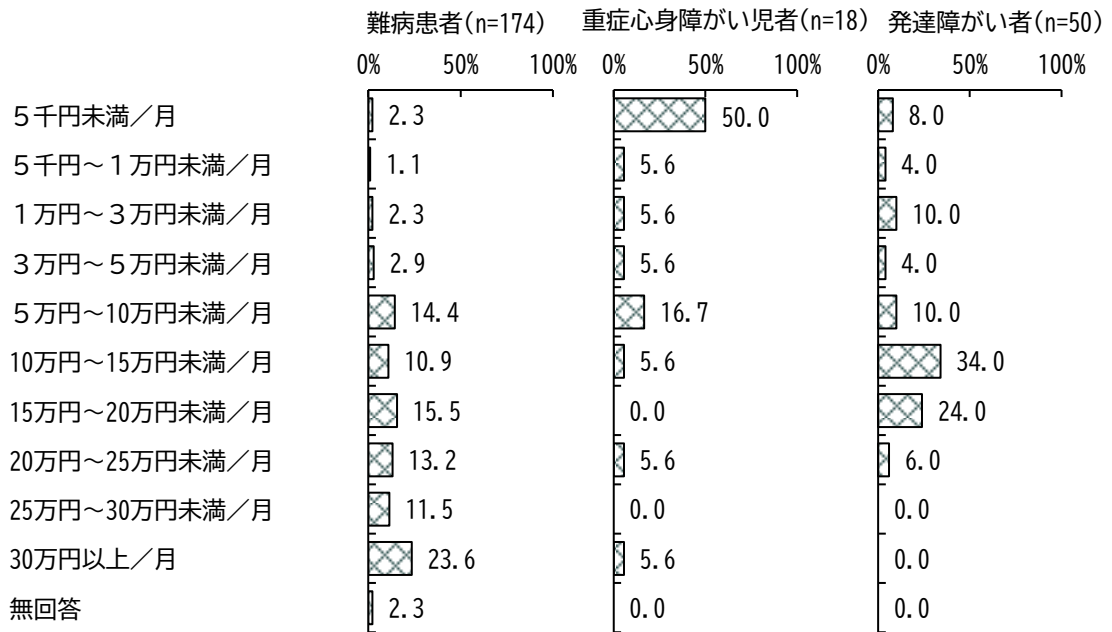 難病患者(n=174) 重症心身障がい児者(n=18) 発達障がい者(n=50)
0% 50% 100% 0% 50% 100% 0% 50% 100%
５千円未満／月 2.3 50.0 8.0
５千円～１万円未満／月 1.1 5.6 4.0
１万円～３万円未満／月 2.3 5.6 10.0
３万円～５万円未満／月 2.9 5.6 4.0
５万円～10万円未満／月 14.4 16.7 10.0
10万円～15万円未満／月 10.9 5.6 34.0
15万円～20万円未満／月 15.5 0.0 24.0
20万円～25万円未満／月 13.2 5.6 6.0
25万円～30万円未満／月 11.5 0.0 0.0
30万円以上／月 23.6 5.6 0.0
無回答 2.3 0.0 0.0